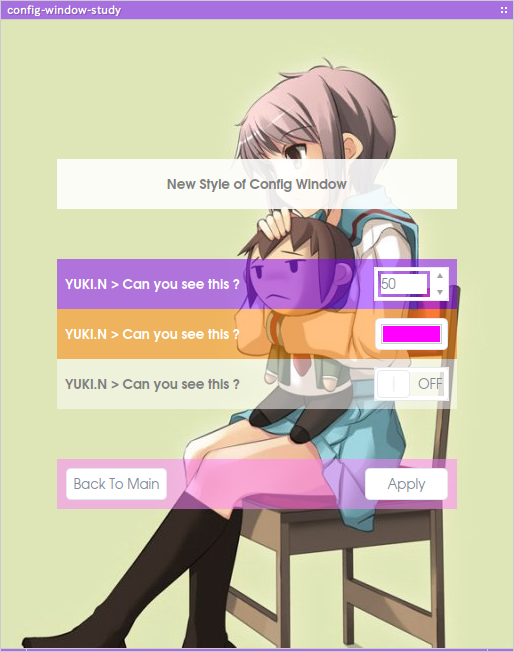 config-window-study
New Style of Config Window
YUKI.N > Can you see this ?
50
YUKI.N > Can you see this ?
YUKI.N > Can you see this ?
OFF
Back To Main
Apply